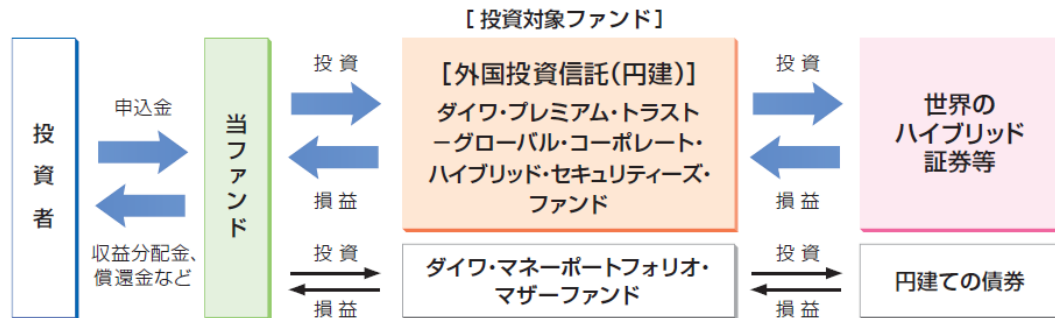 [投資対象ファンド]
投資者
申込金
収益分配金、
償還金など
当ファンド
投資
損益
[外国投資信託(円建)]
ダイワ・プレミアム・トラスト
−グローバル・コーポレート・
ハイブリッド・セキュリティーズ・
ファンド
投資
損益
世界の
ハイブリッド
証券等
投資
損益
ダイワ・マネーポートフォリオ・
マザーファンド
投資
損益
円建ての債券